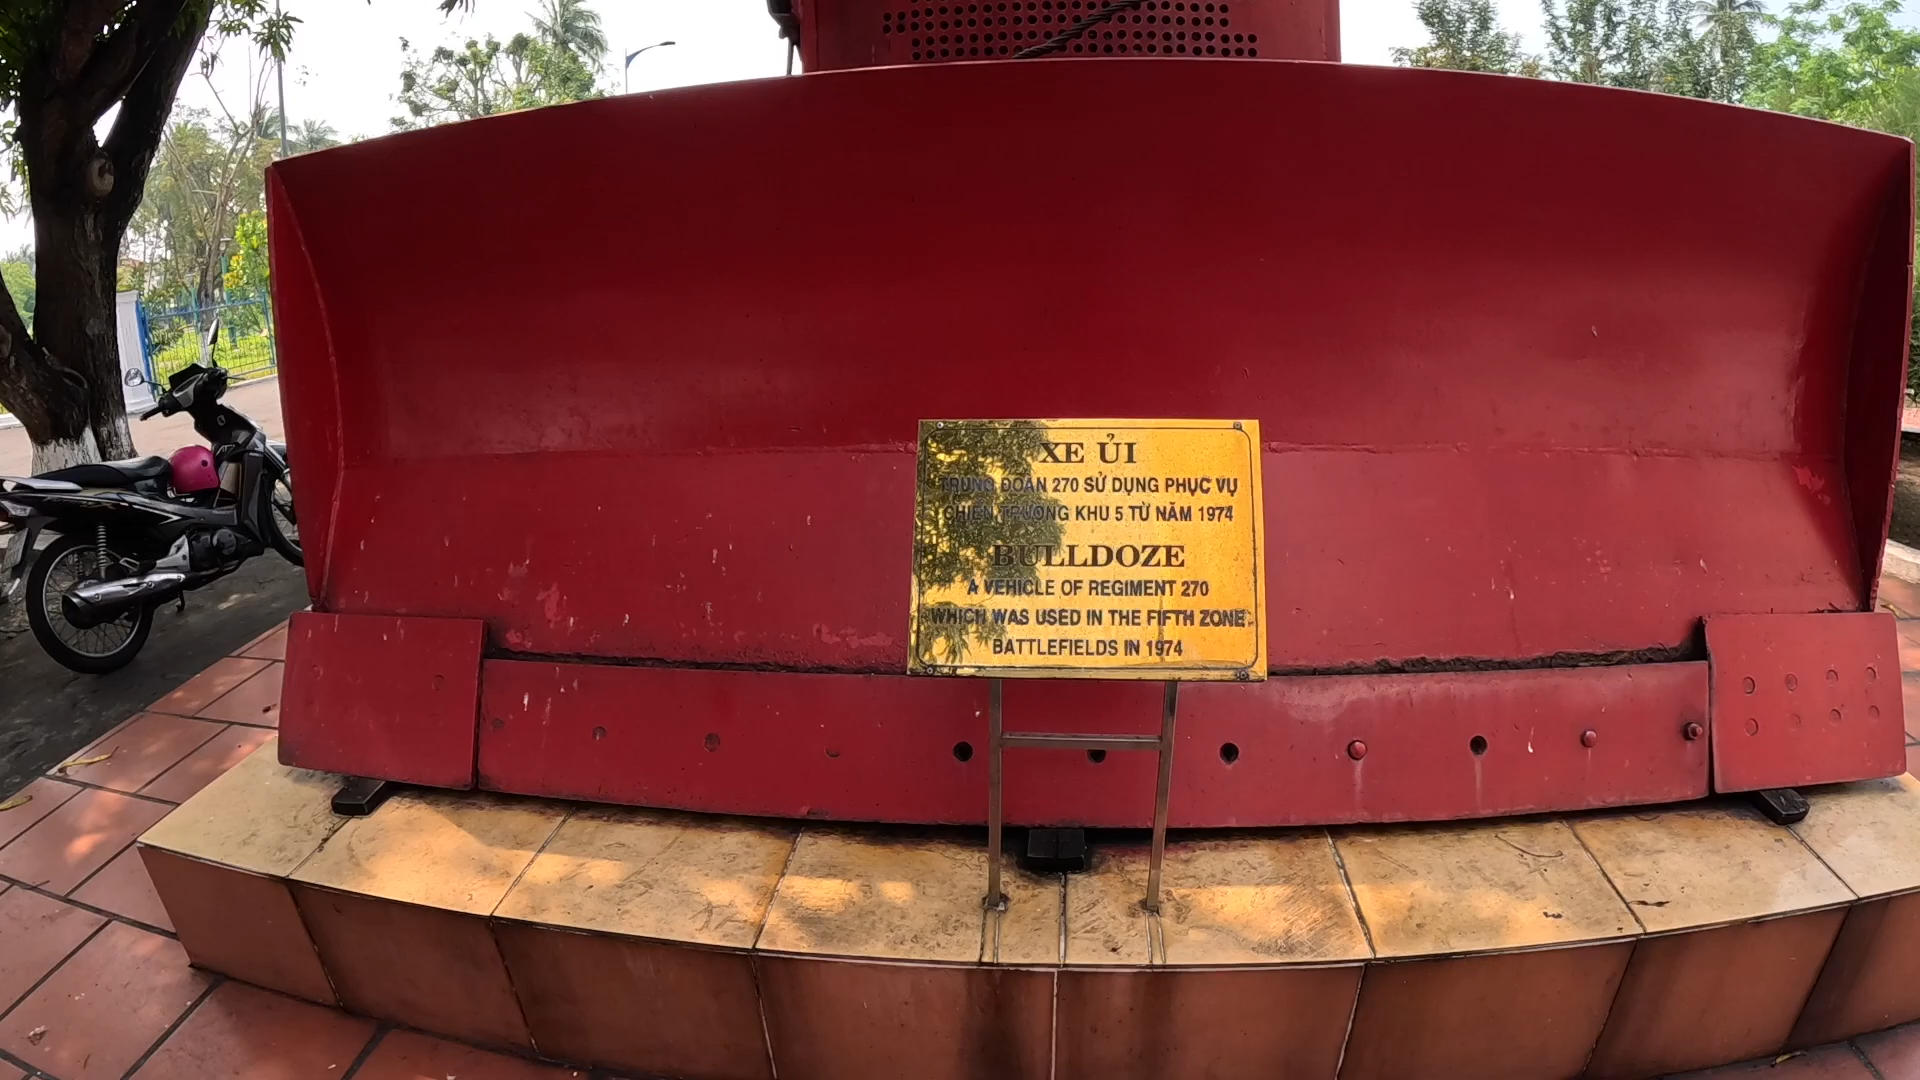 XE ỦI
TRUNG ĐOÀN 270 SỬ DỤNG PHỤC VỤ
CHIẾN TRƯỜNG KHU 5 TỪ NĂM 1974
BULLDOZE
A VEHICLE OF REGIMENT 270
WHICH WAS USED IN THE FIFTH ZONE
BATTLEFIELDS IN 1974